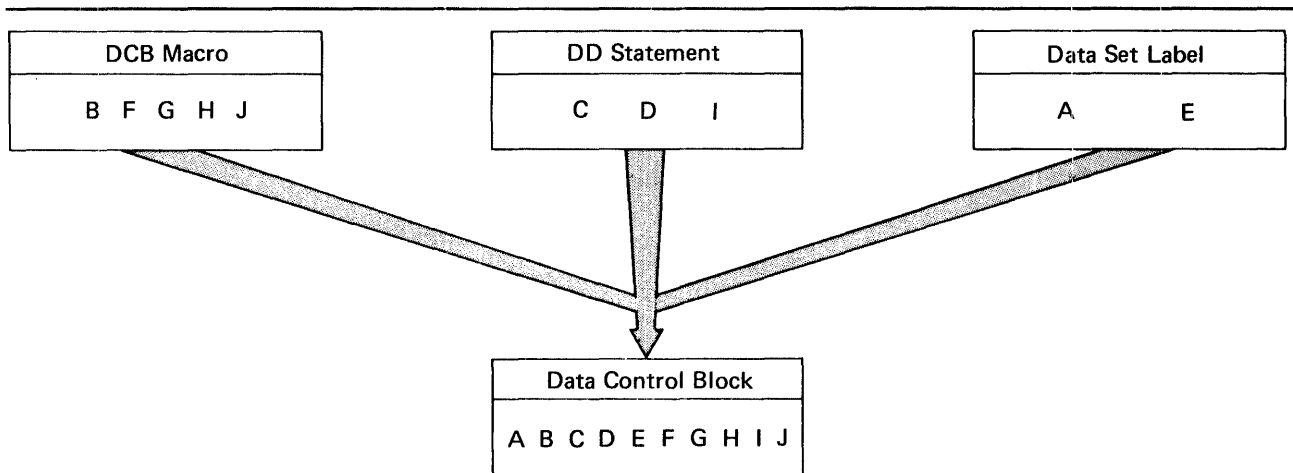 DCB Macro
B F G H J
DD Statement
C D I
Data Set Label
A E
Data Control Block
A B C D E F G H I J